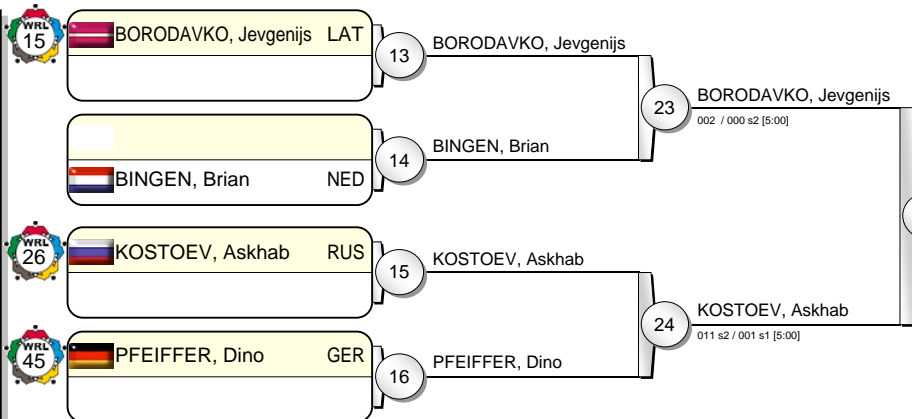 WRL
15
BORODAVKO, Jevgenijs LAT
13
BORODAVKO, Jevgenijs
23
BORODAVKO, Jevgenijs
002 / 000 s2 [5:00]
14
BINGEN, Brian
BINGEN, Brian NED
WRL
26
KOSTOEV, Askhab RUS
15
KOSTOEV, Askhab
24
KOSTOEV, Askhab
011 s2 / 001 s1 [5:00]
WRL
45
PFEIFFER, Dino GER
16
PFEIFFER, Dino